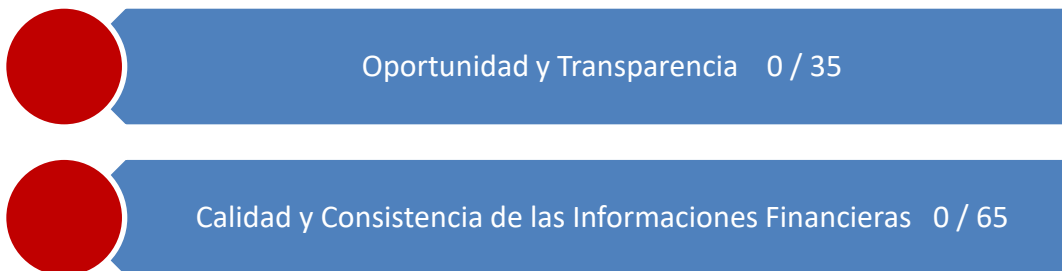 Oportunidad y Transparencia 0 / 35
Calidad y Consistencia de las Informaciones Financieras 0 / 65